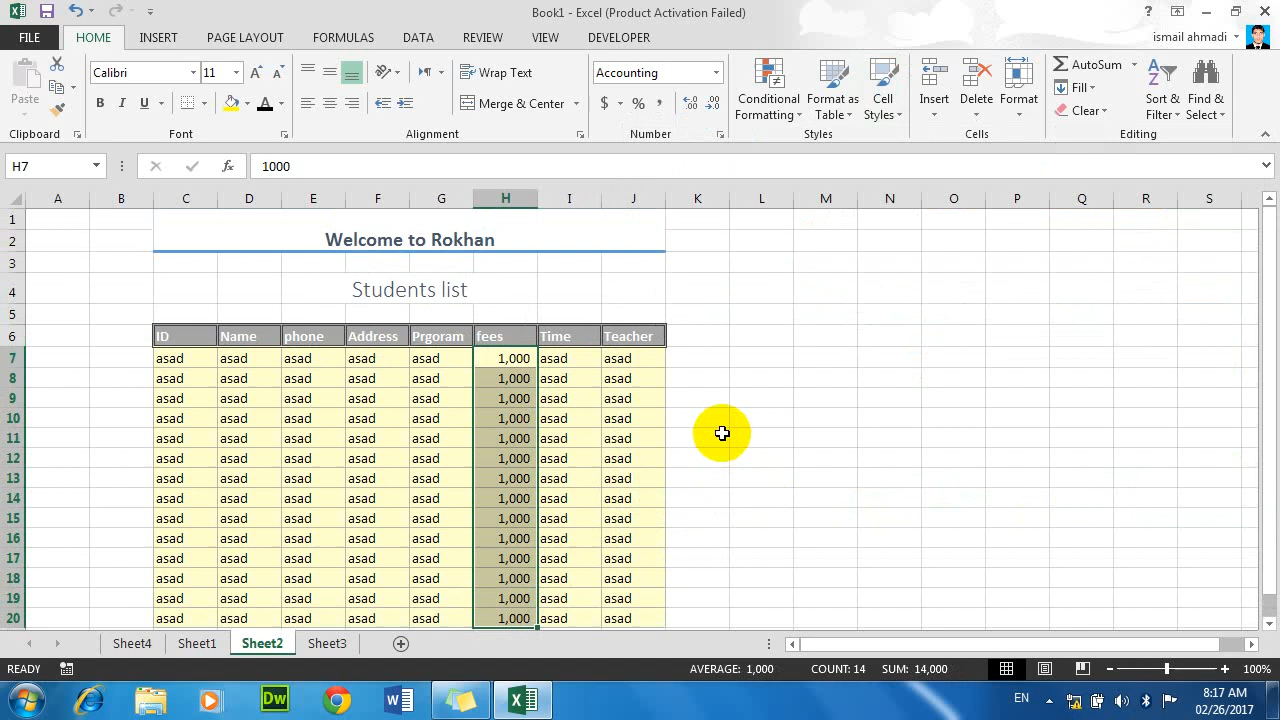 Book1 - Excel (Product Activation Failed)
FILE HOME INSERT PAGE LAYOUT FORMULAS DATA REVIEW VIEW DEVELOPER ismail ahmadi
Paste Calibri 11 Wrap Text Merge & Center Accounting $ % , Conditional Formatting Format as Table Cell Styles Insert Delete Format AutoSum Fill Clear Sort & Filter Find & Select
B I U A
Clipboard Font Alignment Number Styles Cells Editing
H7 fx 1000
A B C D E F G H I J K L M N O P Q R S
1
2 Welcome to Rokhan
3
4 Students list
5
6 ID Name phone Address Prgoram fees Time Teacher
7 asad asad asad asad asad 1,000 asad asad
8 asad asad asad asad asad 1,000 asad asad
9 asad asad asad asad asad 1,000 asad asad
10 asad asad asad asad asad 1,000 asad asad
11 asad asad asad asad asad 1,000 asad asad
12 asad asad asad asad asad 1,000 asad asad
13 asad asad asad asad asad 1,000 asad asad
14 asad asad asad asad asad 1,000 asad asad
15 asad asad asad asad asad 1,000 asad asad
16 asad asad asad asad asad 1,000 asad asad
17 asad asad asad asad asad 1,000 asad asad
18 asad asad asad asad asad 1,000 asad asad
19 asad asad asad asad asad 1,000 asad asad
20 asad asad asad asad asad 1,000 asad asad
Sheet4 Sheet1 Sheet2 Sheet3
READY AVERAGE: 1,000 COUNT: 14 SUM: 14,000 100%
Dw EN 8:17 AM
02/26/2017